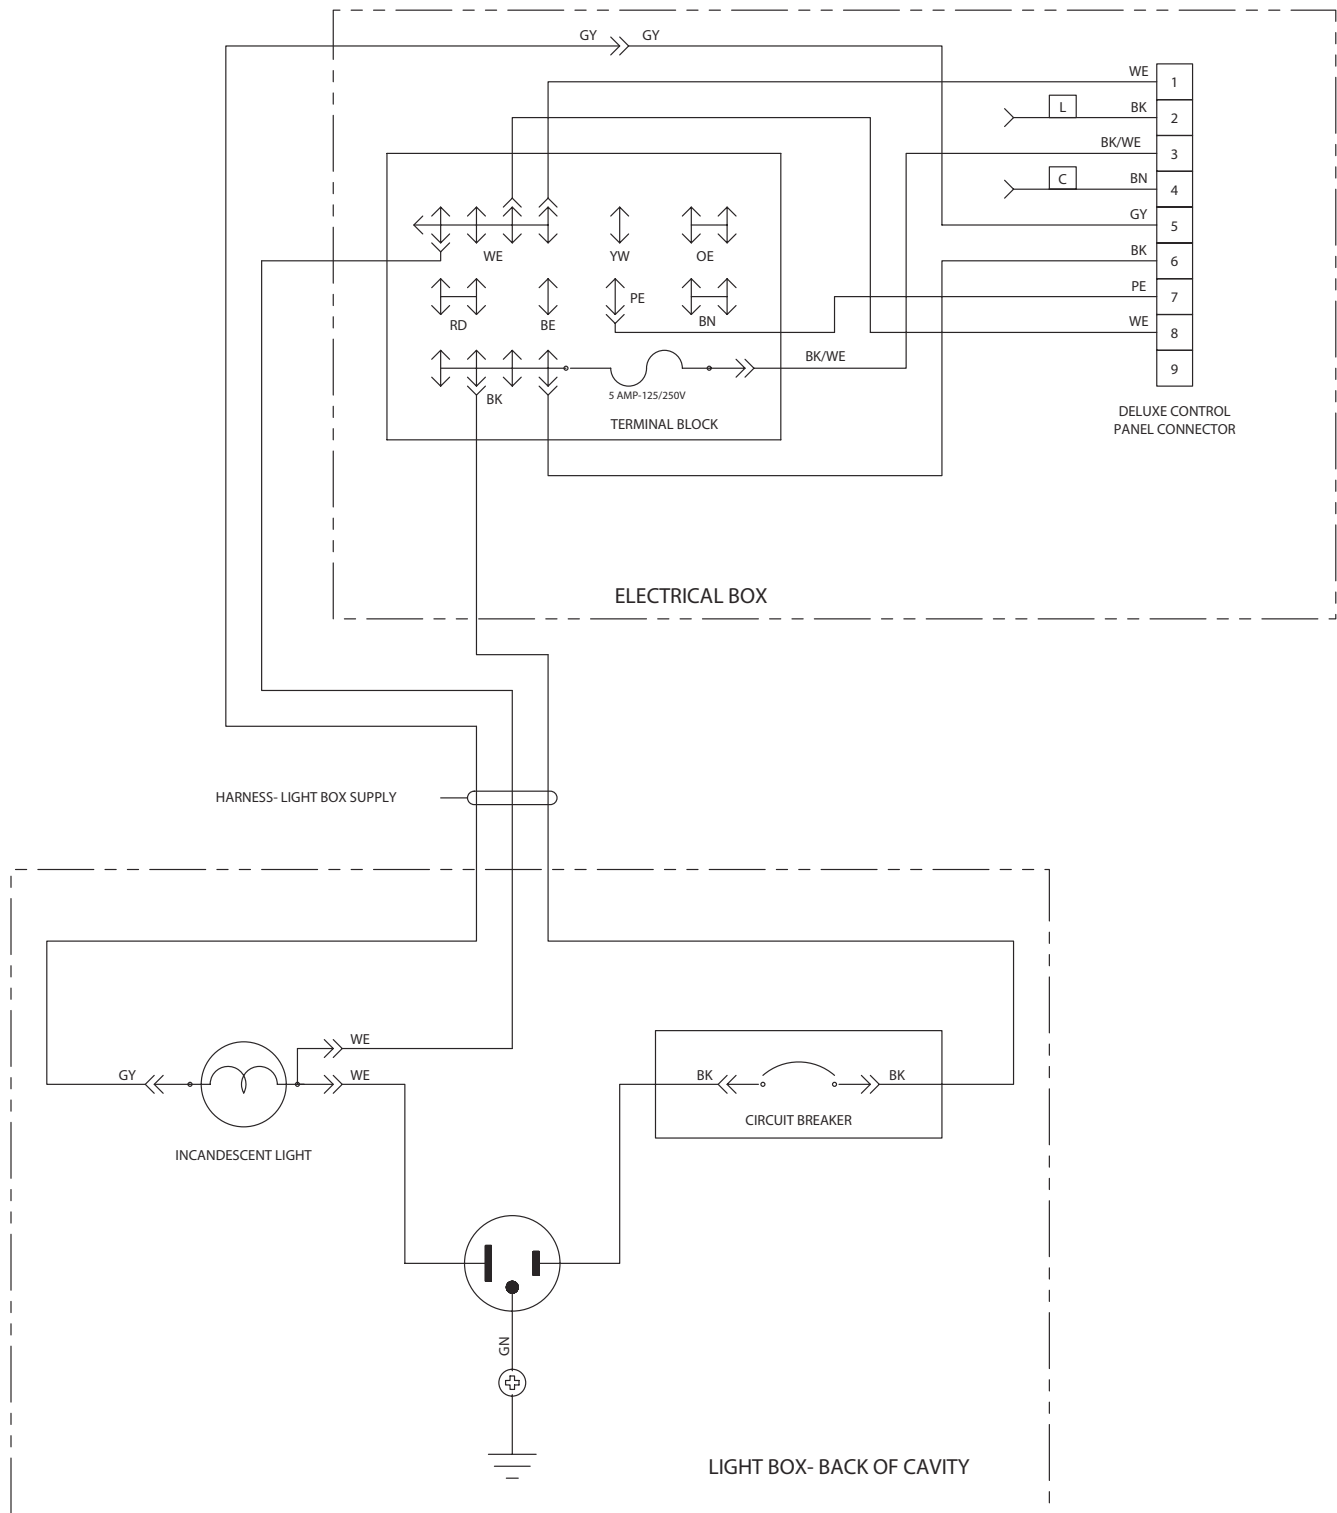 GY GY
WE 1
L BK 2
BK/WE 3
C BN 4
GY 5
WE YW OE
BK 6
PE PE 7
RD BE BN
WE 8
BK/WE
9
BK
5 AMP-125/250V
TERMINAL BLOCK
DELUXE CONTROL
PANEL CONNECTOR
ELECTRICAL BOX
HARNESS- LIGHT BOX SUPPLY
WE
GY WE BK BK
CIRCUIT BREAKER
INCANDESCENT LIGHT
GN
LIGHT BOX- BACK OF CAVITY